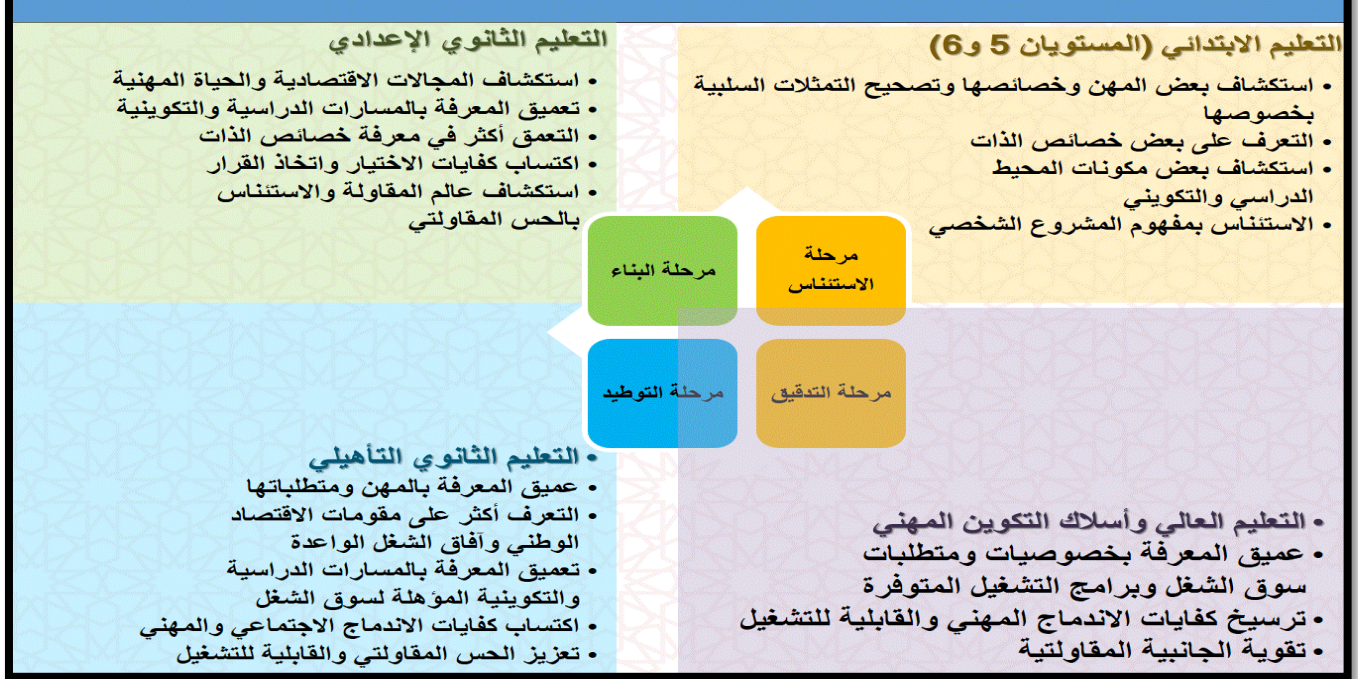 التعليم الابتدائي (المستويان 5 و6)
• استكشاف بعض المهن وخصائصها وتصحيح التمثلات السلبية
بخصوصها
• التعرف على بعض خصائص الذات
• استكشاف بعض مكونات المحيط
الدراسي والتكويني
• الاستئناس بمفهوم المشروع الشخصي
التعليم الثانوي الإعدادي
• استكشاف المجالات الاقتصادية والحياة المهنية
• تعميق المعرفة بالمسارات الدراسية والتكوينية
• التعمق أكثر في معرفة خصائص الذات
• اكتساب كفايات الاختيار واتخاذ القرار
• استكشاف عالم المقاولة والاستئناس
بالحس المقاولتي
مرحلة
الاستئناس
مرحلة البناء
مرحلة التدقيق
مرحلة التوطيد
• التعليم الثانوي التأهيلي
• عميق المعرفة بالمهن ومتطلباتها
• التعرف أكثر على مقومات الاقتصاد
الوطني وآفاق الشغل الواعدة
• تعميق المعرفة بالمسارات الدراسية
والتكوينية المؤهلة لسوق الشغل
• اكتساب كفايات الاندماج الاجتماعي والمهني
• تعزيز الحس المقاولتي والقابلية للتشغيل
• التعليم العالي وأسلاك التكوين المهني
• عميق المعرفة بخصوصيات ومتطلبات
سوق الشغل وبرامج التشغيل المتوفرة
• ترسيخ كفايات الاندماج المهني والقابلية للتشغيل
• تقوية الجانبية المقاولتية